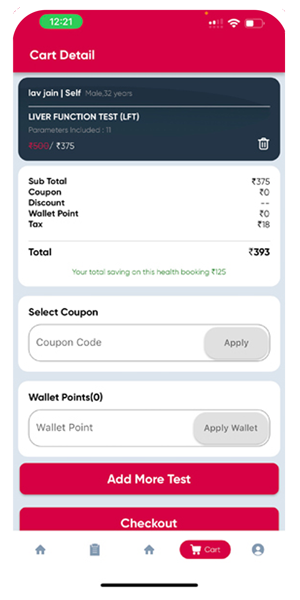 12:21
Cart Detail
lav jain | Self Male,32 years
LIVER FUNCTION TEST (LFT)
Parameters Included : 11
₹500/ ₹375
Sub Total ₹375
Coupon ₹0
Discount --
Wallet Point ₹0
Tax ₹18
Total ₹393
Your total saving on this health booking ₹125
Select Coupon
Coupon Code Apply
Wallet Points(0)
Wallet Point Apply Wallet
Add More Test
Checkout
Cart